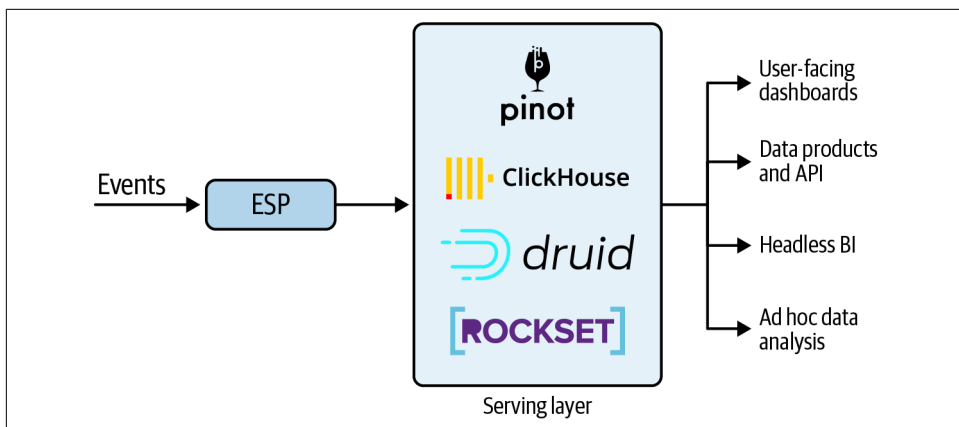 pinot
ClickHouse
druid
[ROCKSET]
Events
ESP
Serving layer
User-facing
dashboards
Data products
and API
Headless BI
Ad hoc data
analysis